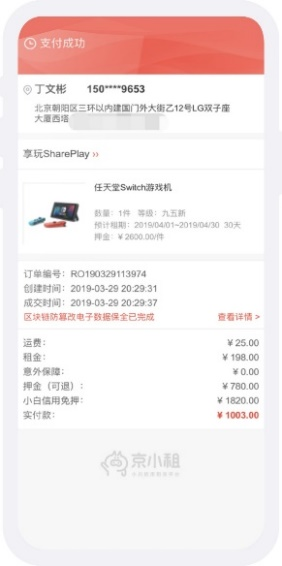 支付成功
丁文彬 150****9653
北京朝阳区三环以内建国门外大街乙12号LG双子座
大厦西塔
享玩SharePlay ››
任天堂Switch游戏机
数量：1件 等级：九五新
预计租期：2019/04/01~2019/04/30 30天
押金：¥ 2600.00/件
订单编号：RO190329113974
创建时间：2019-03-29 20:29:31
成交时间：2019-03-29 20:29:37
区块链防篡改电子数据保全已完成 查看详情 >
运费： ¥ 25.00
租金： ¥ 198.00
意外保障： ¥ 0.00
押金（可退）： ¥ 780.00
小白信用免押： ¥ 1820.00
实付款： ¥ 1003.00
京小租